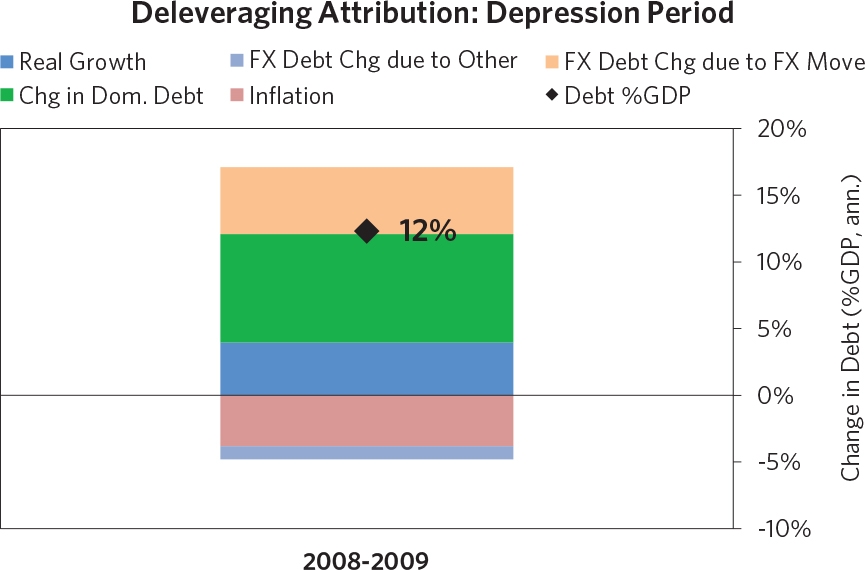 Deleveraging Attribution: Depression Period
Real Growth
FX Debt Chg due to Other
FX Debt Chg due to FX Move
Chg in Dom. Debt
Inflation
Debt %GDP
20%
15%
12%
10%
5%
0%
-5%
-10%
Change in Debt (%GDP, ann.)
2008-2009